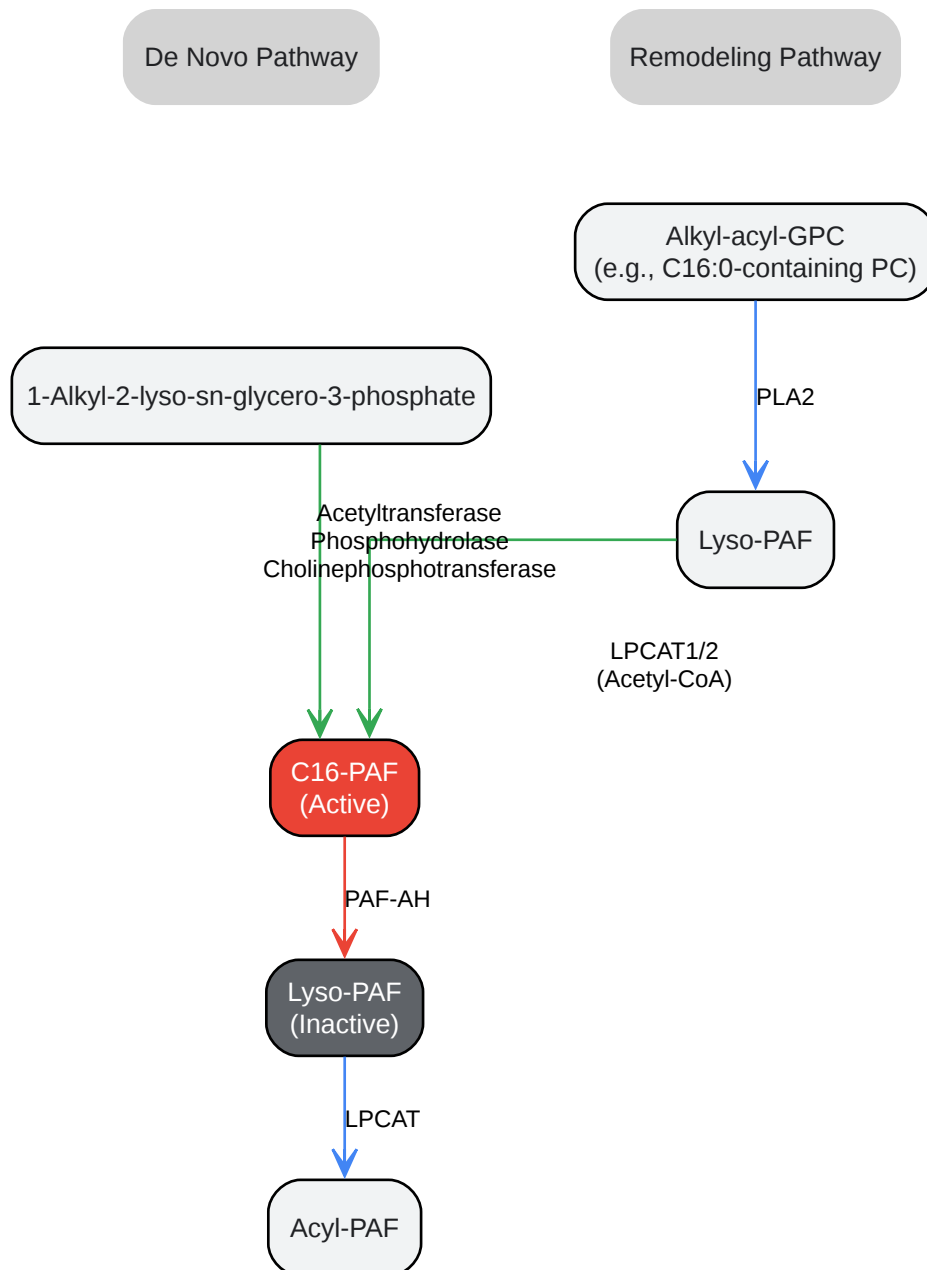 De Novo Pathway
Remodeling Pathway
Alkyl-acyl-GPC
(e.g., C16:0-containing PC)
1-Alkyl-2-lyso-sn-glycero-3-phosphate
PLA2
Acetyltransferase
Phosphohydrolase
Cholinephosphotransferase
Lyso-PAF
LPCAT1/2
(Acetyl-CoA)
C16-PAF
(Active)
PAF-AH
Lyso-PAF
(Inactive)
LPCAT
Acyl-PAF